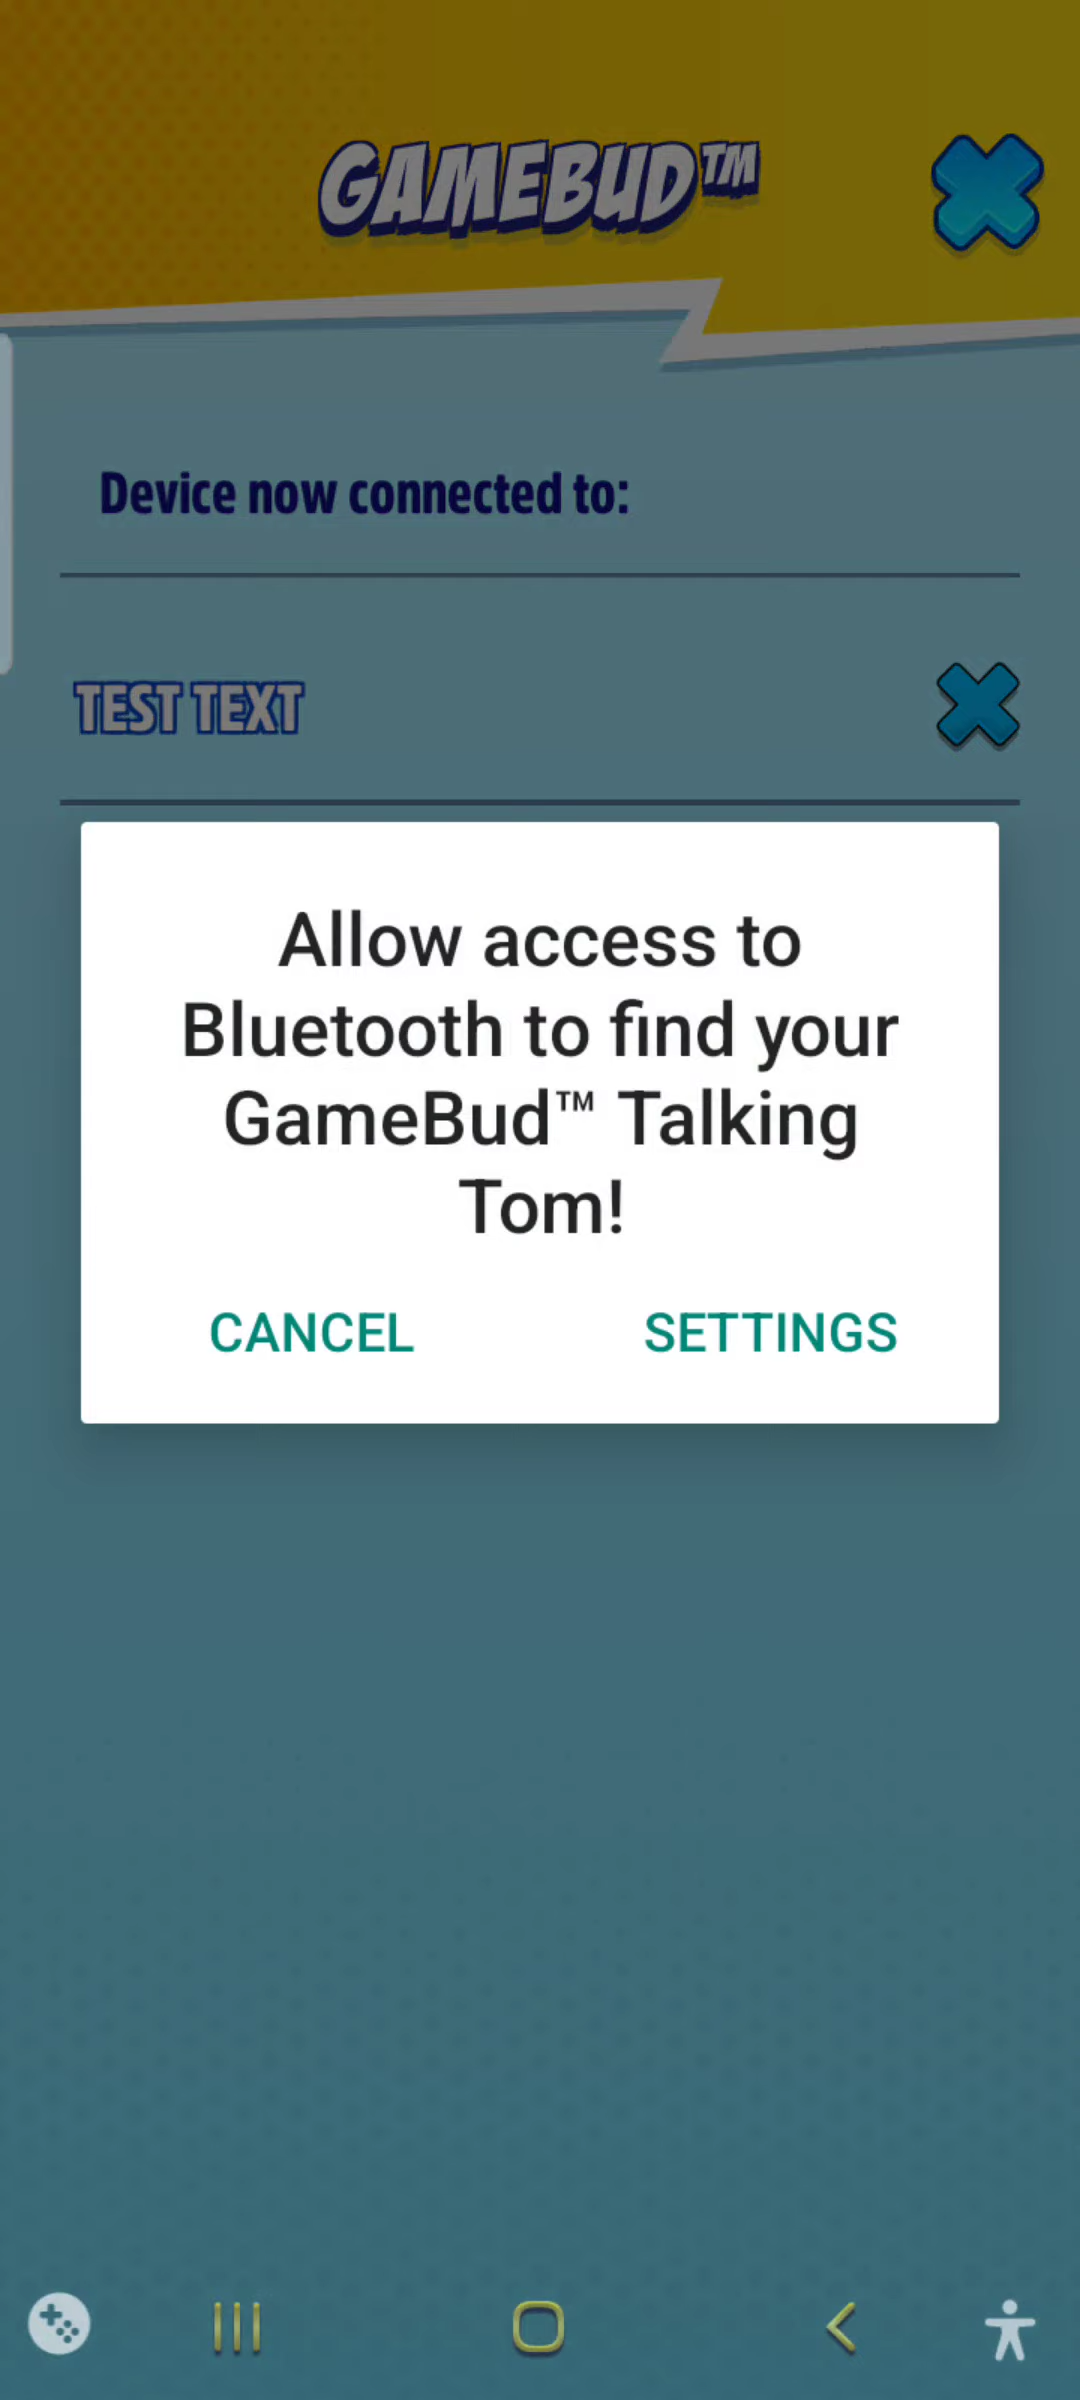 GAMEBUD™
Device now connected to:
TEST TEXT
Allow access to
Bluetooth to find your
GameBud™ Talking
Tom!
CANCEL SETTINGS